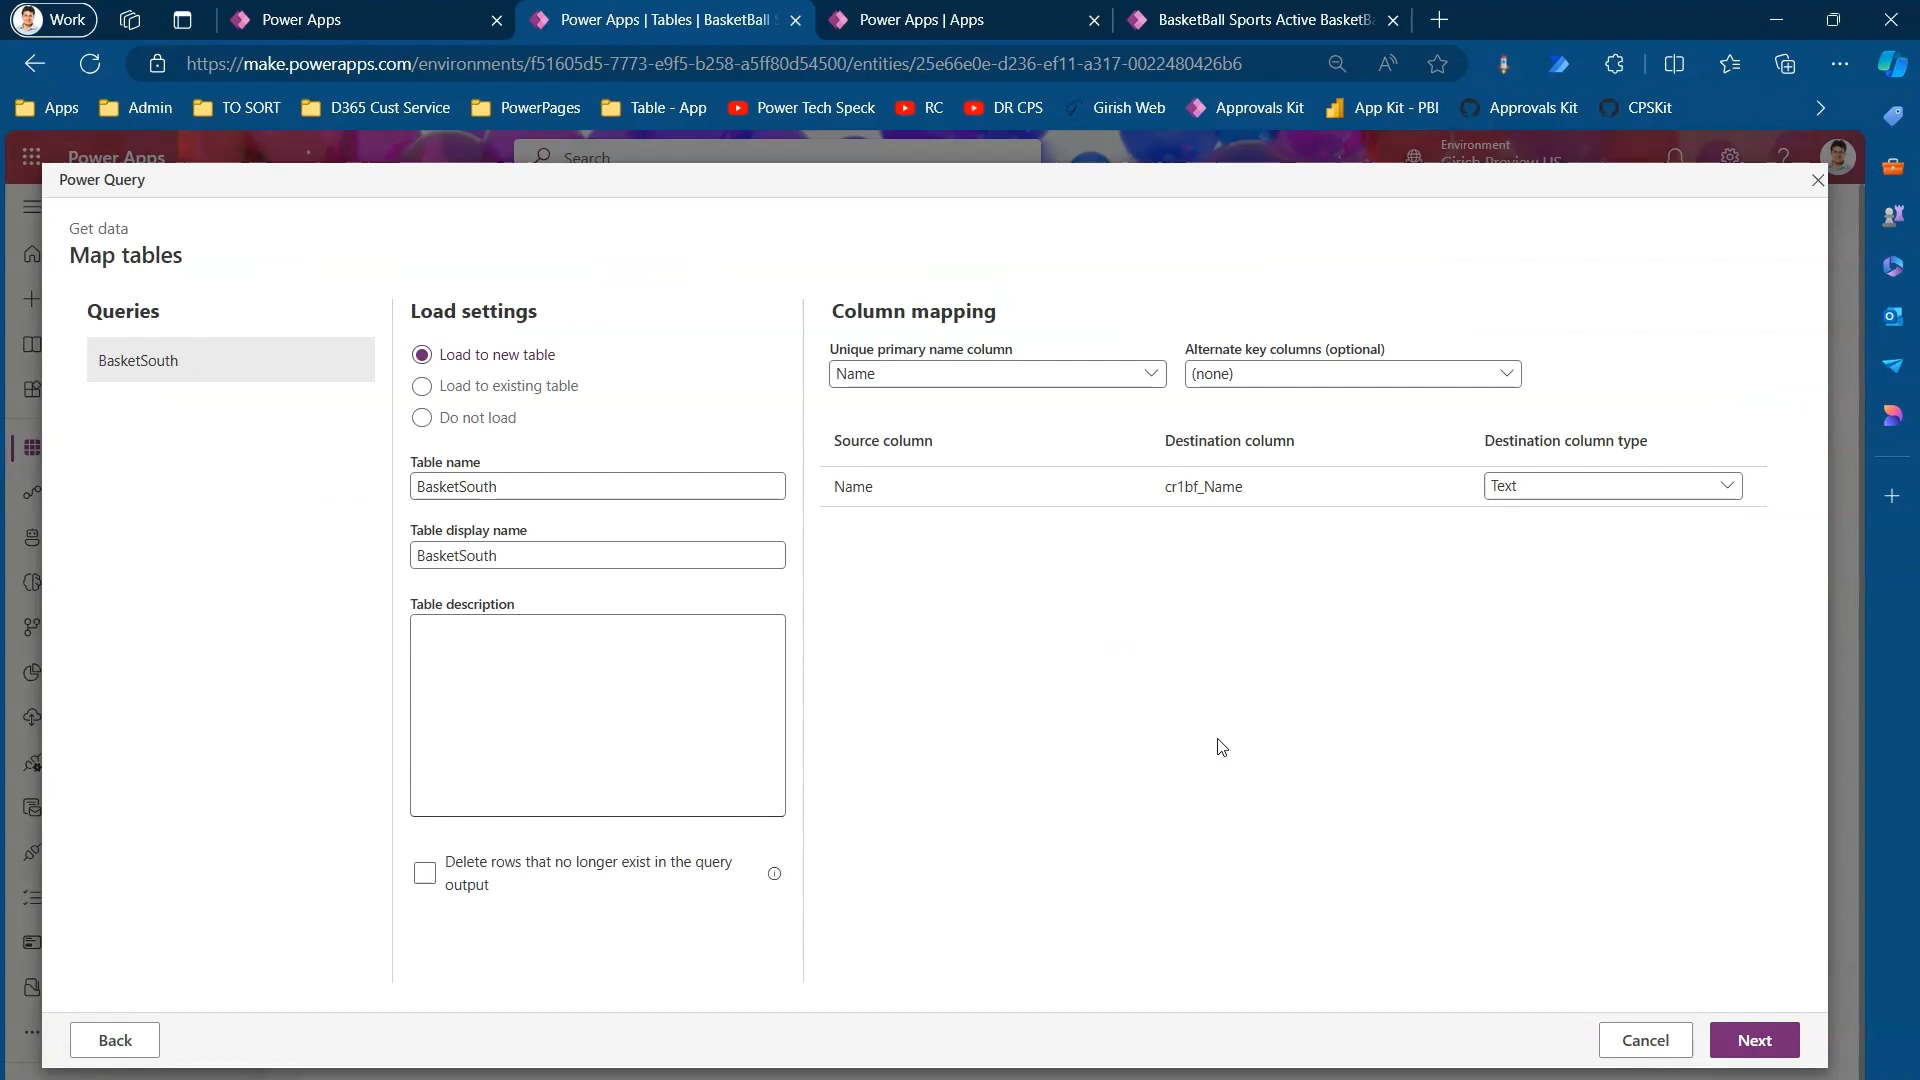 Work
Power Apps
Power Apps | Tables | BasketBall
Power Apps | Apps
BasketBall Sports Active BasketB
https://make.powerapps.com/environments/f51605d5-7773-e9f5-b258-a5ff80d54500/entities/25e66e0e-d236-ef11-a317-0022480426b6
Apps
Admin
TO SORT
D365 Cust Service
PowerPages
Table - App
Power Tech Speck
RC
DR CPS
Girish Web
Approvals Kit
App Kit - PBI
Approvals Kit
CPSKit
Power Apps
Search
Environment
Girish Preview US
Power Query
Get data
Map tables
Queries
BasketSouth
Load settings
Load to new table
Load to existing table
Do not load
Table name
BasketSouth
Table display name
BasketSouth
Table description
Delete rows that no longer exist in the query
output
Column mapping
Unique primary name column
Name
Alternate key columns (optional)
(none)
Source column
Destination column
Destination column type
Name
cr1bf_Name
Text
Back
Cancel
Next